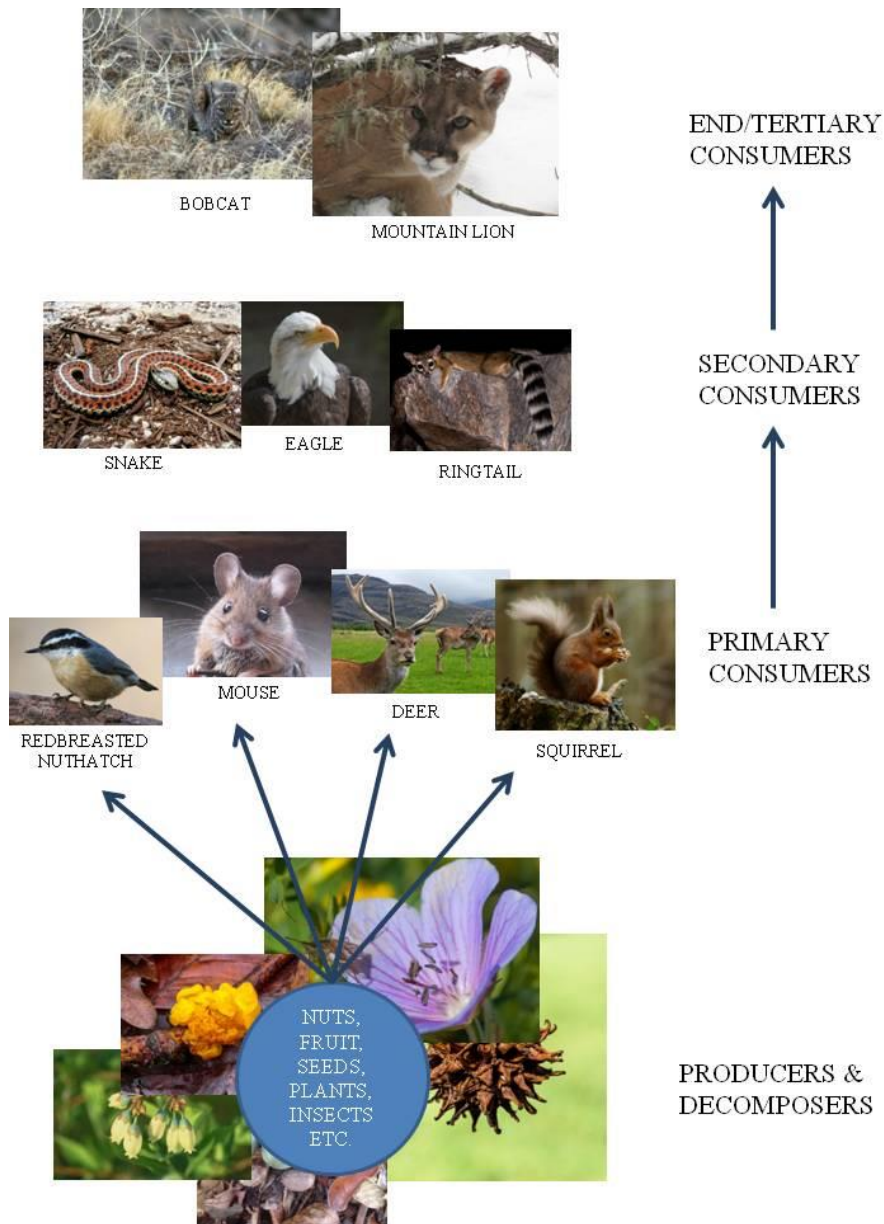 END/TERTIARY
CONSUMERS
BOBCAT
MOUNTAIN LION
SECONDARY
CONSUMERS
SNAKE
EAGLE
RINGTAIL
PRIMARY
CONSUMERS
MOUSE
DEER
REDBREASTED
NUTHATCH
SQUIRREL
NUTS,
FRUIT,
SEEDS,
PLANTS,
INSECTS
ETC.
PRODUCERS &
DECOMPOSERS